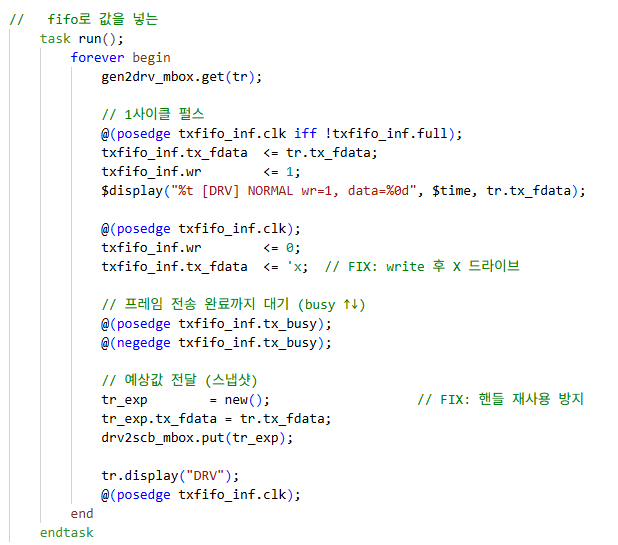 //   fifo로 값을 넣는
    task run();
        forever begin
            gen2drv_mbox.get(tr);

            // 1사이클 펄스
            @(posedge txfifo_inf.clk iff !txfifo_inf.full);
            txfifo_inf.tx_fdata  <= tr.tx_fdata;
            txfifo_inf.wr        <= 1;
            $display("%t [DRV] NORMAL wr=1, data=%0d", $time, tr.tx_fdata);

            @(posedge txfifo_inf.clk);
            txfifo_inf.wr        <= 0;
            txfifo_inf.tx_fdata  <= 'x;  // FIX: write 후 X 드라이브

            // 프레임 전송 완료까지 대기 (busy ↑↓)
            @(posedge txfifo_inf.tx_busy);
            @(negedge txfifo_inf.tx_busy);

            // 예상값 전달 (스냅샷)
            tr_exp        = new();                   // FIX: 핸들 재사용 방지
            tr_exp.tx_fdata = tr.tx_fdata;
            drv2scb_mbox.put(tr_exp);

            tr.display("DRV");
            @(posedge txfifo_inf.clk);
        end
    endtask